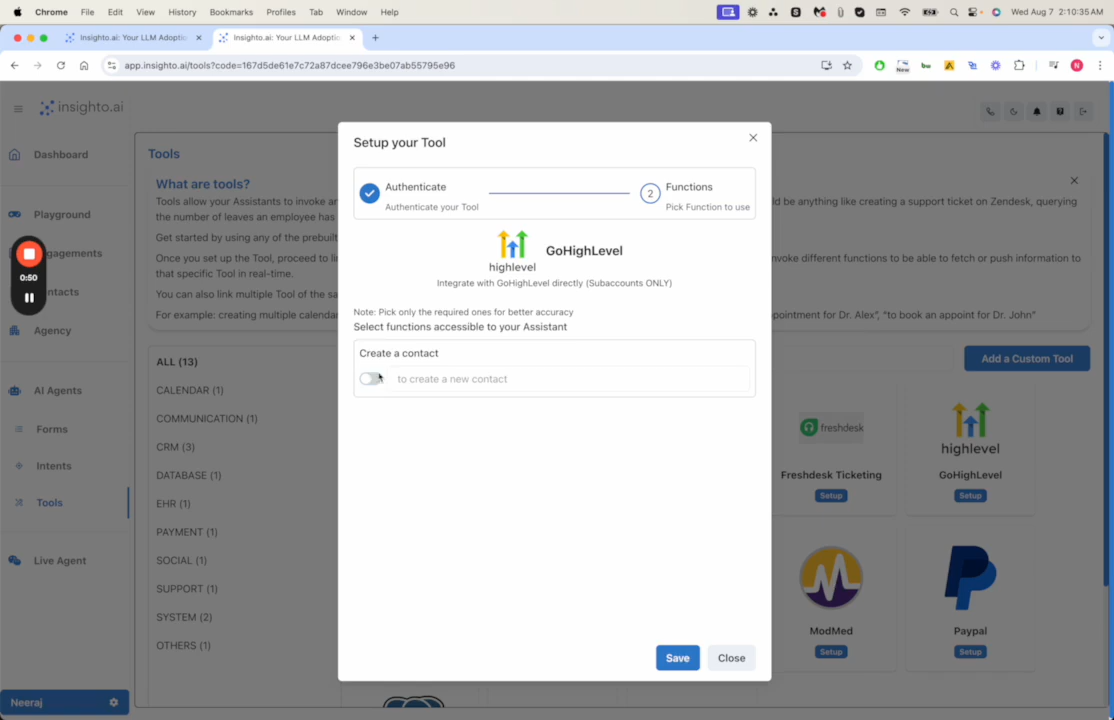 Chrome File Edit View History Bookmarks Profiles Tab Window Help Wed Aug 7 2:10:35AM
Insighto.ai: Your LLM Adoptio × Insighto.ai: Your LLM Adoptio × +
app.insighto.ai/tools?code=167d5de61e7c72a87dcee796e3be07ab55795e96 New bw N
insighto.ai
Dashboard
Playground
gagements
0:50
ntacts
Agency
AI Agents
Forms
Intents
Tools
Live Agent
Neeraj
Tools
What are tools?
Tools allow your Assistants to invoke an
the number of leaves an employee has
Get started by using any of the prebuilt
Once you set up the Tool, proceed to lin
that specific Tool in real-time.
You can also link multiple Tool of the sa
For example: creating multiple calendar
ld be anything like creating a support ticket on Zendesk, querying
nvoke different functions to be able to fetch or push information to
pointment for Dr. Alex", "to book an appoint for Dr. John"
ALL (13)
CALENDAR (1)
COMMUNICATION (1)
CRM (3)
DATABASE (1)
EHR (1)
PAYMENT (1)
SOCIAL (1)
SUPPORT (1)
SYSTEM (2)
OTHERS (1)
Setup your Tool
Authenticate
Authenticate your Tool
2
Functions
Pick Function to use
highlevel
GoHighLevel
Integrate with GoHighLevel directly (Subaccounts ONLY)
Note: Pick only the required ones for better accuracy
Select functions accessible to your Assistant
Create a contact
to create a new contact
Save
Close
Add a Custom Tool
freshdesk
Freshdesk Ticketing
Setup
highlevel
GoHighLevel
Setup
ModMed
Setup
Paypal
Setup